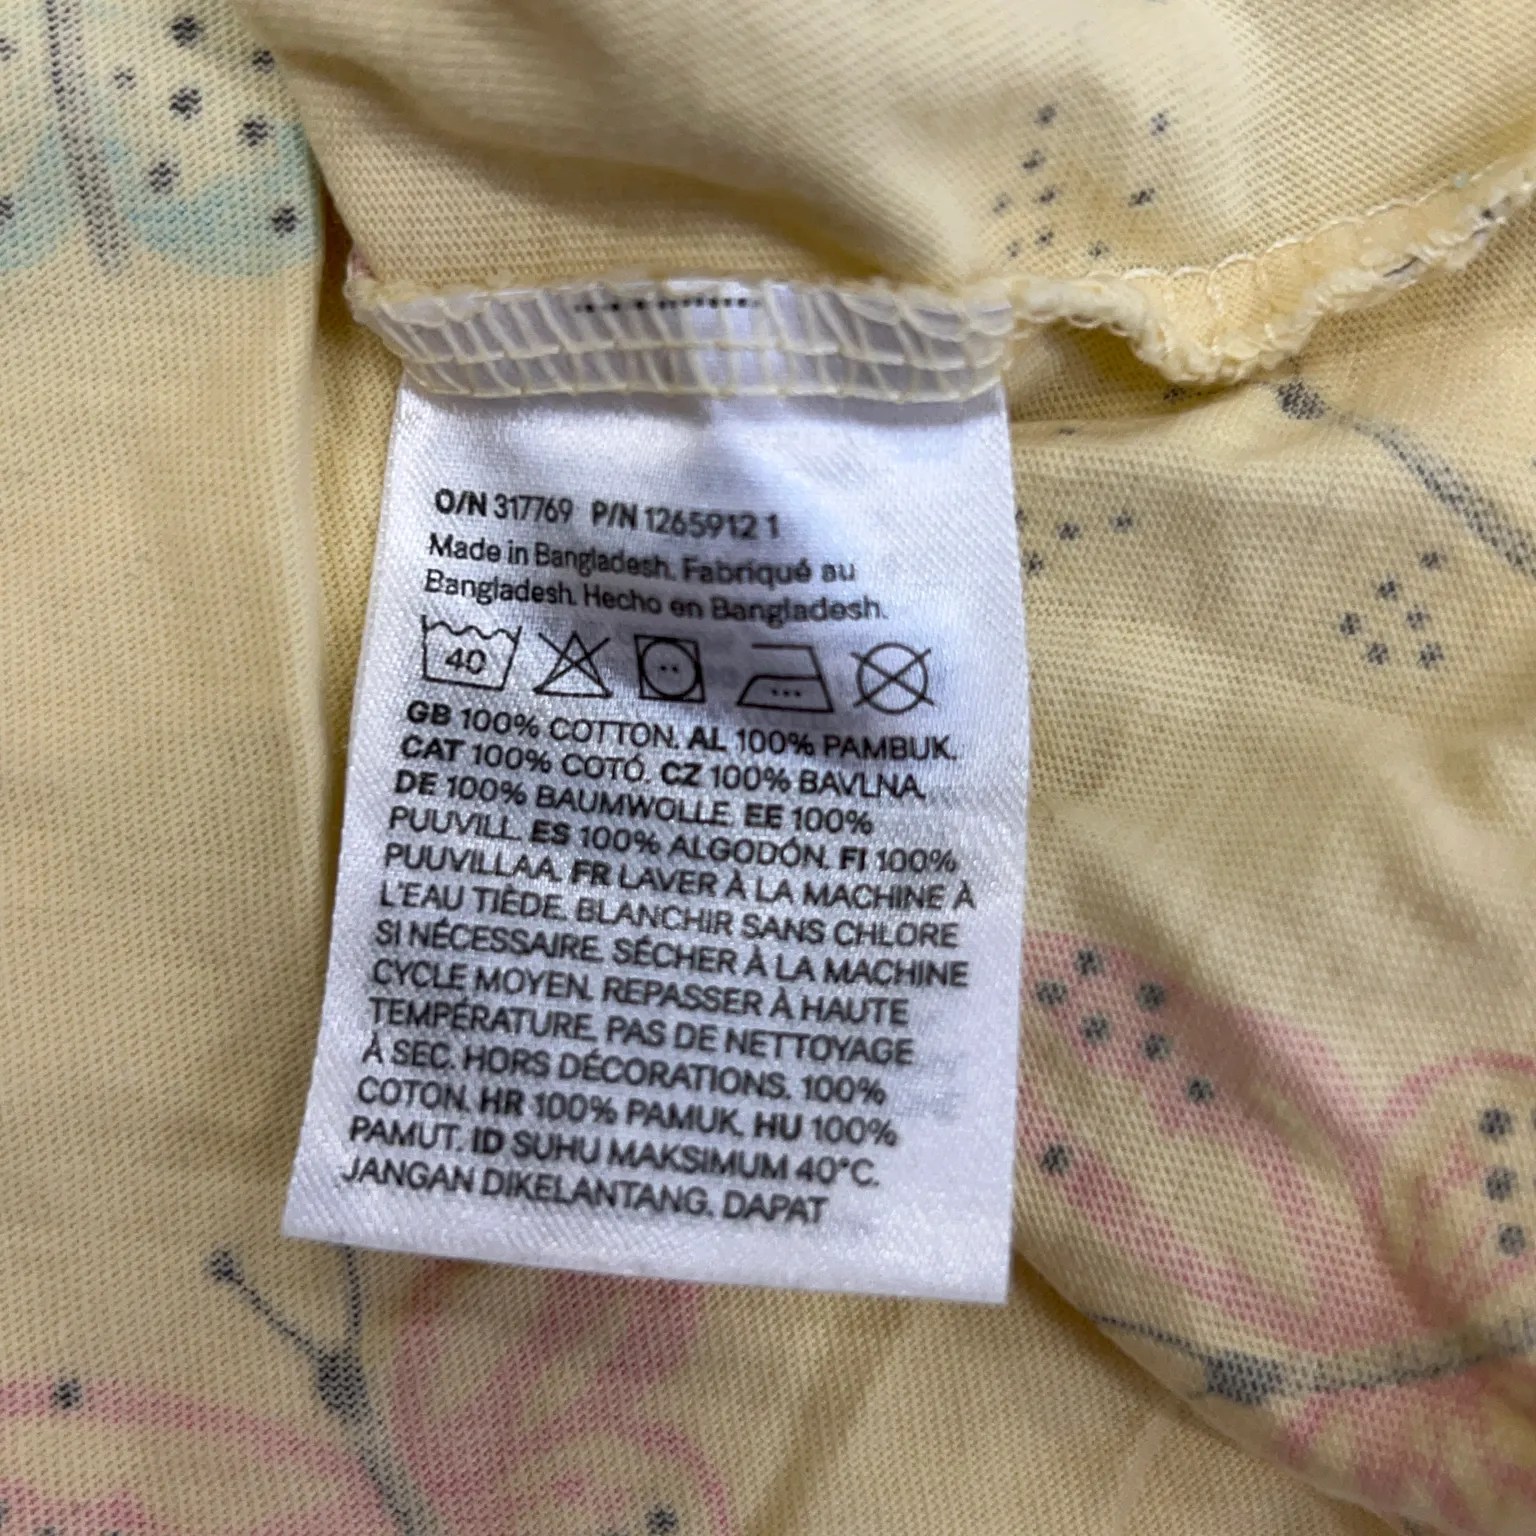 O/N 317769 P/N 1265912 1
Made in Bangladesh. Fabriqué au
Bangladesh. Hecho en Bangladesh.
40
GB 100% COTTON. AL 100% PAMBUK.
CAT 100% COTÓ. CZ 100% BAVLNA.
DE 100% BAUMWOLLE. EE 100%
PUUVILL. ES 100% ALGODÓN. FI 100%
PUUVILLAA. FR LAVER À LA MACHINE À
L'EAU TIÈDE. BLANCHIR SANS CHLORE
SI NÉCESSAIRE. SÉCHER À LA MACHINE
CYCLE MOYEN. REPASSER À HAUTE
TEMPÉRATURE. PAS DE NETTOYAGE
À SEC. HORS DÉCORATIONS. 100%
COTON. HR 100% PAMUK. HU 100%
PAMUT. ID SUHU MAKSIMUM 40°C.
JANGAN DIKELANTANG. DAPAT